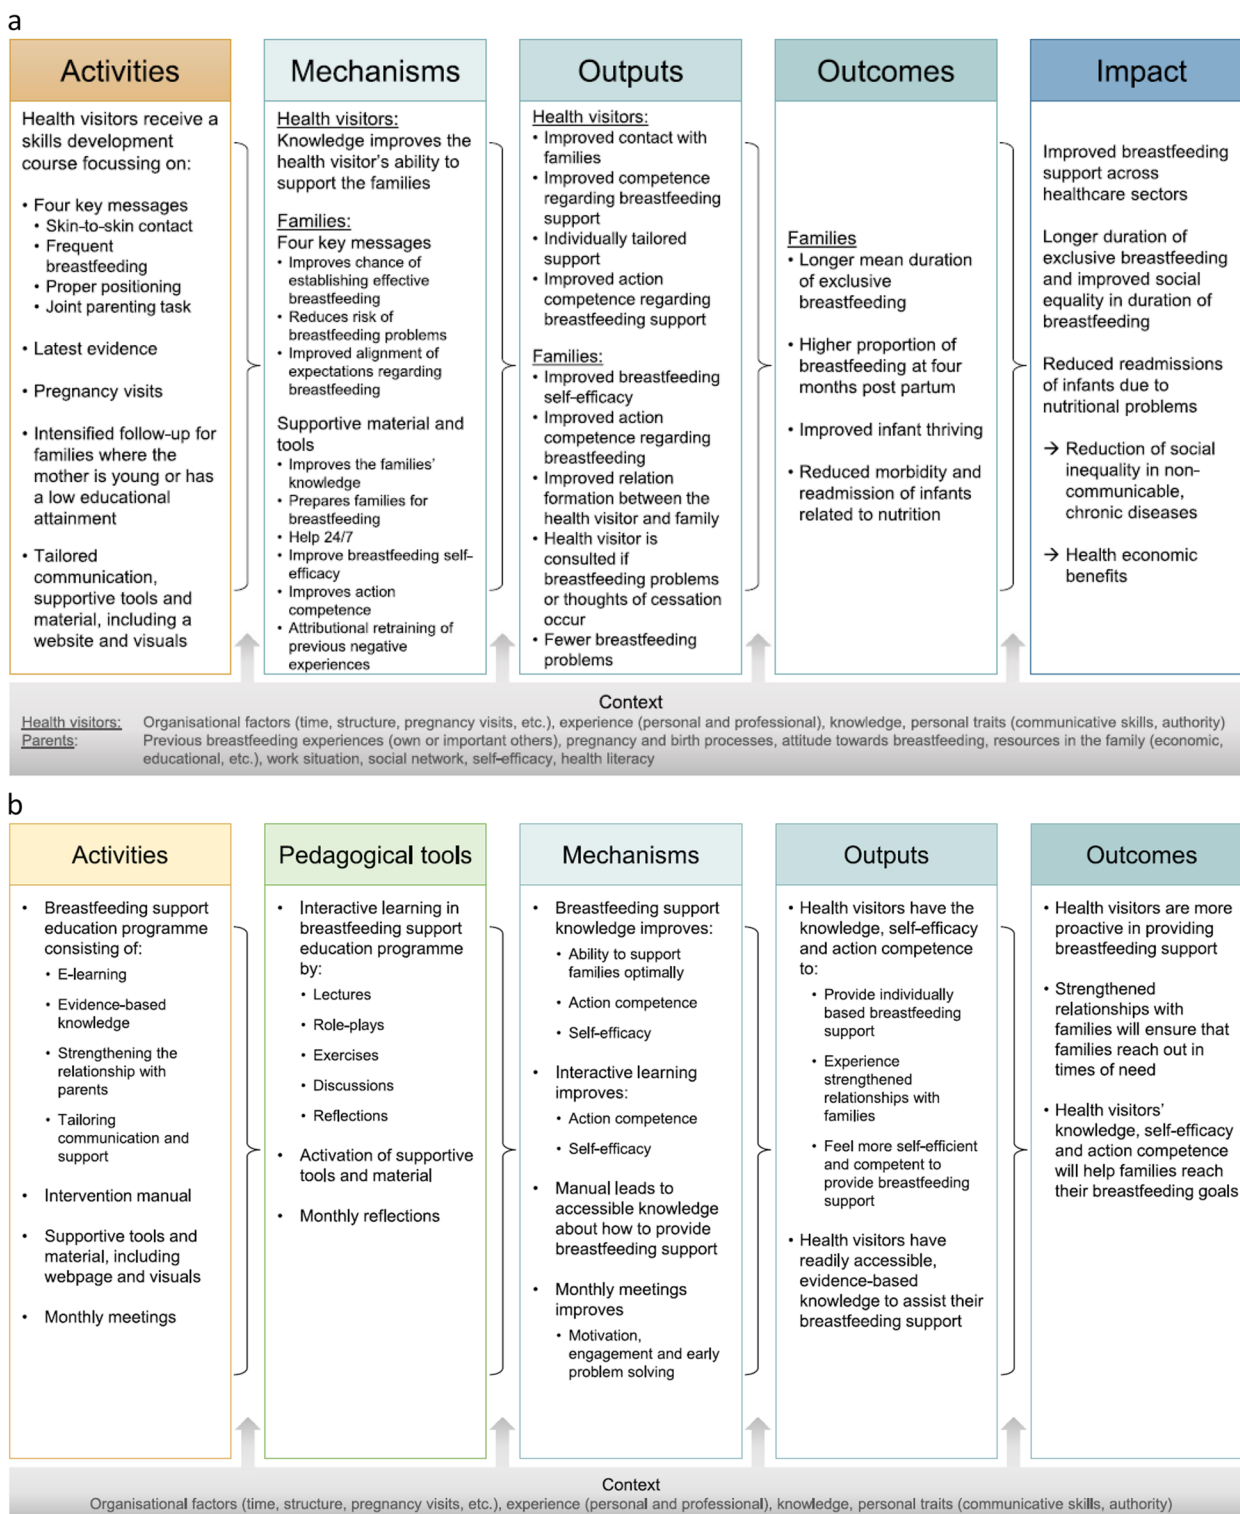 a
Activities
Health visitors receive a
skills development
course focussing on:
• Four key messages
• Skin-to-skin contact
• Frequent
breastfeeding
• Proper positioning
• Joint parenting task
• Latest evidence
• Pregnancy visits
• Intensified follow-up for
families where the
mother is young or has
a low educational
attainment
• Tailored
communication,
supportive tools and
material, including a
website and visuals
Mechanisms
Health visitors:
Knowledge improves the
health visitor's ability to
support the families
Families:
Four key messages
• Improves chance of
establishing effective
breastfeeding
• Reduces risk of
breastfeeding problems
• Improved alignment of
expectations regarding
breastfeeding
Supportive material and
tools
• Improves the families'
knowledge
• Prepares families for
breastfeeding
• Help 24/7
• Improve breastfeeding self-
efficacy
• Improves action
competence
• Attributional retraining of
previous negative
experiences
Outputs
Health visitors:
• Improved contact with
families
• Improved competence
regarding breastfeeding
support
• Individually tailored
support
• Improved action
competence regarding
breastfeeding support
Families:
• Improved breastfeeding
self-efficacy
• Improved action
competence regarding
breastfeeding
• Improved relation
formation between the
health visitor and family
• Health visitor is
consulted if
breastfeeding problems
or thoughts of cessation
occur
• Fewer breastfeeding
problems
Outcomes
Families
• Longer mean duration
of exclusive
breastfeeding
• Higher proportion of
breastfeeding at four
months post partum
• Improved infant thriving
• Reduced morbidity and
readmission of infants
related to nutrition
Impact
Improved breastfeeding
support across
healthcare sectors
Longer duration of
exclusive breastfeeding
and improved social
equality in duration of
breastfeeding
Reduced readmissions
of infants due to
nutritional problems
→ Reduction of social
inequality in non-
communicable,
chronic diseases
→ Health economic
benefits
Context
Health visitors: Organisational factors (time, structure, pregnancy visits, etc.), experience (personal and professional), knowledge, personal traits (communicative skills, authority)
Parents: Previous breastfeeding experiences (own or important others), pregnancy and birth processes, attitude towards breastfeeding, resources in the family (economic,
educational, etc.), work situation, social network, self-efficacy, health literacy
b
Activities
• Breastfeeding support
education programme
consisting of:
• E-learning
• Evidence-based
knowledge
• Strengthening the
relationship with
parents
• Tailoring
communication and
support
• Intervention manual
• Supportive tools and
material, including
webpage and visuals
• Monthly meetings
Pedagogical tools
• Interactive learning in
breastfeeding support
education programme
by:
• Lectures
• Role-plays
• Exercises
• Discussions
• Reflections
• Activation of supportive
tools and material
• Monthly reflections
Mechanisms
• Breastfeeding support
knowledge improves:
• Ability to support
families optimally
• Action competence
• Self-efficacy
• Interactive learning
improves:
• Action competence
• Self-efficacy
• Manual leads to
accessible knowledge
about how to provide
breastfeeding support
• Monthly meetings
improves
• Motivation,
engagement and early
problem solving
Outputs
• Health visitors have the
knowledge, self-efficacy
and action competence
to:
• Provide individually
based breastfeeding
support
• Experience
strengthened
relationships with
families
• Feel more self-efficient
and competent to
provide breastfeeding
support
• Health visitors have
readily accessible,
evidence-based
knowledge to assist their
breastfeeding support
Outcomes
• Health visitors are more
proactive in providing
breastfeeding support
• Strengthened
relationships with
families will ensure that
families reach out in
times of need
• Health visitors'
knowledge, self-efficacy
and action competence
will help families reach
their breastfeeding goals
Context
Organisational factors (time, structure, pregnancy visits, etc.), experience (personal and professional), knowledge, personal traits (communicative skills, authority)